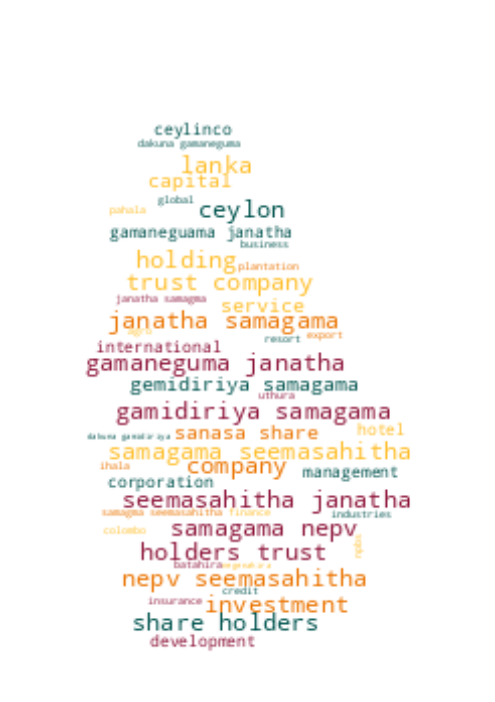 ceylinco
dakuna gamaneguma
lanka
capital
global
pahala
ceylon
gamaneguama janatha
business
holding
plantation
trust company
janatha samagma
service
janatha samagama
agro
export
resort
international
gamaneguma janatha
gemidiriya samagama
uthura
gamidiriya samagama
hotel
dakuna gamidiriya
sanasa share
samagama seemasahitha
ihala
company
management
corporation
seemasahitha janatha
samagma seemasahitha
finance
industries
colombo
samagama nepv
holders trust
batahira
nepv seemasahitha
credit
insurance
investment
share holders
development